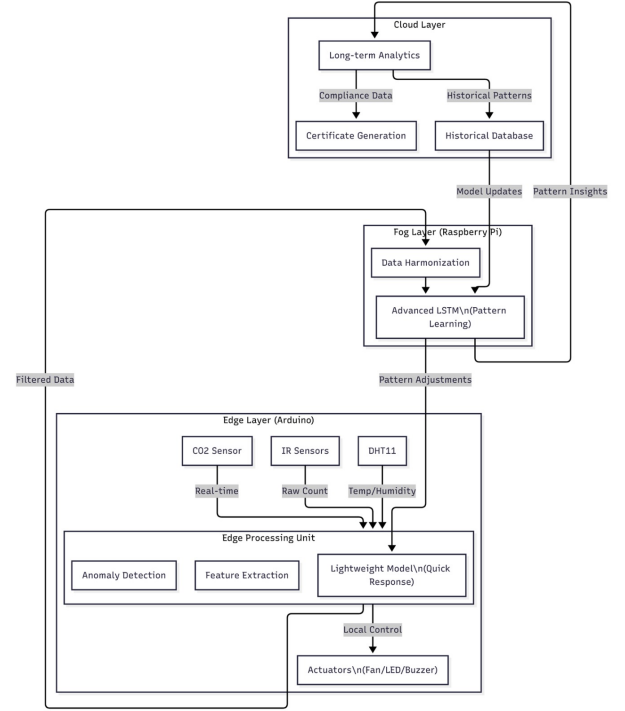 Cloud Layer
Long-term Analytics
Compliance Data
Historical Patterns
Certificate Generation
Historical Database
Model Updates
Pattern Insights
Fog Layer (Raspberry Pi)
Data Harmonization
Advanced LSTM\n(Pattern
Learning)
Filtered Data
Pattern Adjustments
Edge Layer (Arduino)
CO2 Sensor
IR Sensors
DHT11
Real-time
Raw Count
Temp/Humidity
Edge Processing Unit
Anomaly Detection
Feature Extraction
Lightweight Model\n(Quick
Response)
Local Control
Actuators\n(Fan/LED/Buzzer)